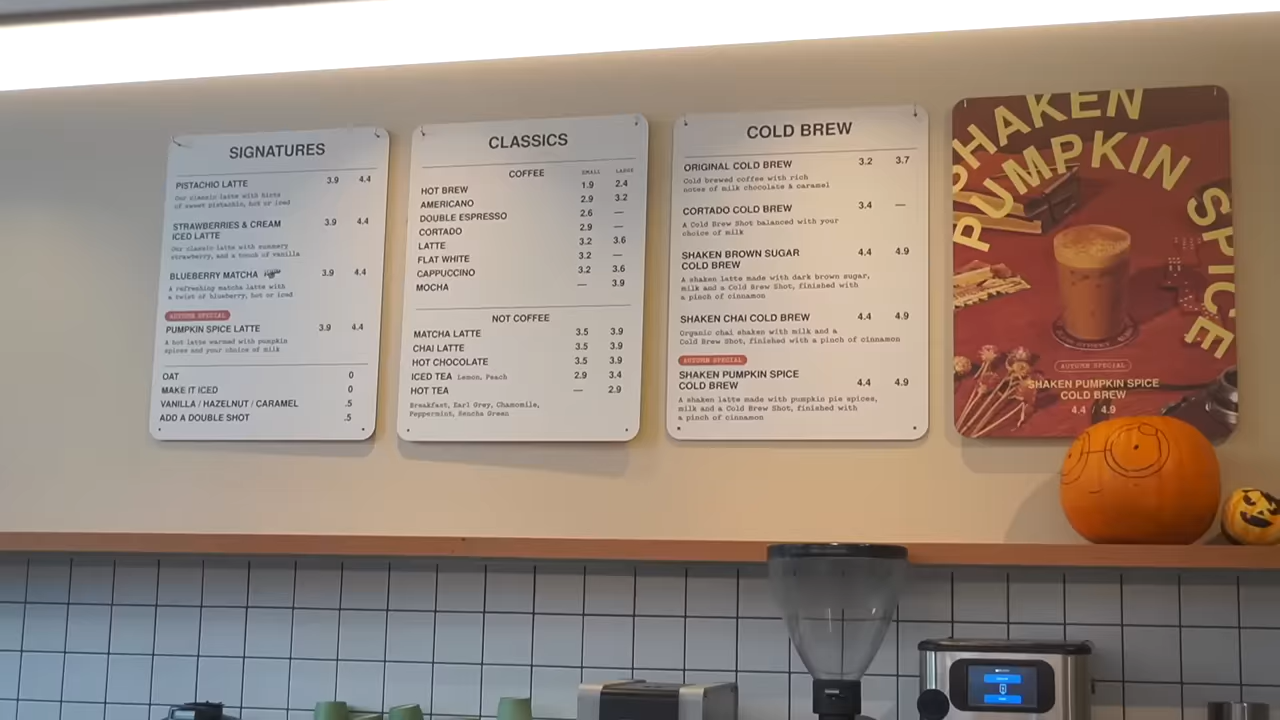 SIGNATURES
PISTACHIO LATTE 3.9 4.4
Our classic latte with hints
of sweet pistachio, hot or iced
STRAWBERRIES & CREAM
ICED LATTE 3.9 4.4
Our classic latte with summery
strawberry, and a touch of vanilla
BLUEBERRY MATCHA 3.9 4.4
A refreshing matcha latte with
a twist of blueberry, hot or iced
AUTUMN SPECIAL
PUMPKIN SPICE LATTE 3.9 4.4
A hot latte warmed with pumpkin
spices and your choice of milk
OAT 0
MAKE IT ICED 0
VANILLA / HAZELNUT / CARAMEL .5
ADD A DOUBLE SHOT .5
CLASSICS
COFFEE SMALL LARGE
HOT BREW 1.9 2.4
AMERICANO 2.9 3.2
DOUBLE ESPRESSO 2.6 —
CORTADO 2.9 —
LATTE 3.2 3.6
FLAT WHITE 3.2 —
CAPPUCCINO 3.2 3.6
MOCHA — 3.9
NOT COFFEE
MATCHA LATTE 3.5 3.9
CHAI LATTE 3.5 3.9
HOT CHOCOLATE 3.5 3.9
ICED TEA Lemon, Peach 2.9 3.4
HOT TEA — 2.9
Breakfast, Earl Grey, Chamomile,
Peppermint, Sencha Green
COLD BREW
ORIGINAL COLD BREW 3.2 3.7
Cold brewed coffee with rich
notes of milk chocolate & caramel
CORTADO COLD BREW 3.4 —
A Cold Brew Shot balanced with your
choice of milk
SHAKEN BROWN SUGAR
COLD BREW 4.4 4.9
A shaken latte made with dark brown sugar,
milk and a Cold Brew Shot, finished with
a pinch of cinnamon
SHAKEN CHAI COLD BREW 4.4 4.9
Organic chai shaken with milk and a
Cold Brew Shot, finished with a pinch of cinnamon
AUTUMN SPECIAL
SHAKEN PUMPKIN SPICE
COLD BREW 4.4 4.9
A shaken latte made with pumpkin pie spices,
milk and a Cold Brew Shot, finished with
a pinch of cinnamon
SHAKEN
PUMPKIN SPICE
AUTUMN SPECIAL
SHAKEN PUMPKIN SPICE
COLD BREW
4.4 / 4.9